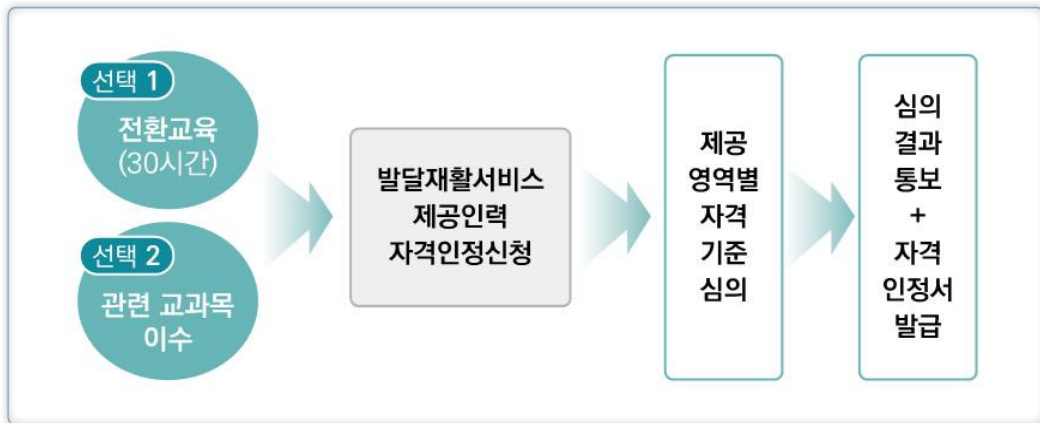 선택 1
전환교육
(30시간)
선택 2
관련 교과목
이수
발달재활서비스
제공인력
자격인정신청
제공
영역별
자격
기준
심의
심의
결과
통보
+
자격
인정서
발급